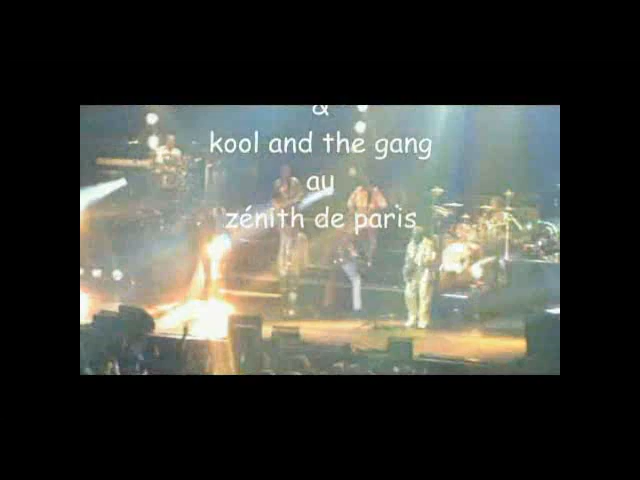 &
kool and the gang
au
zénith de paris